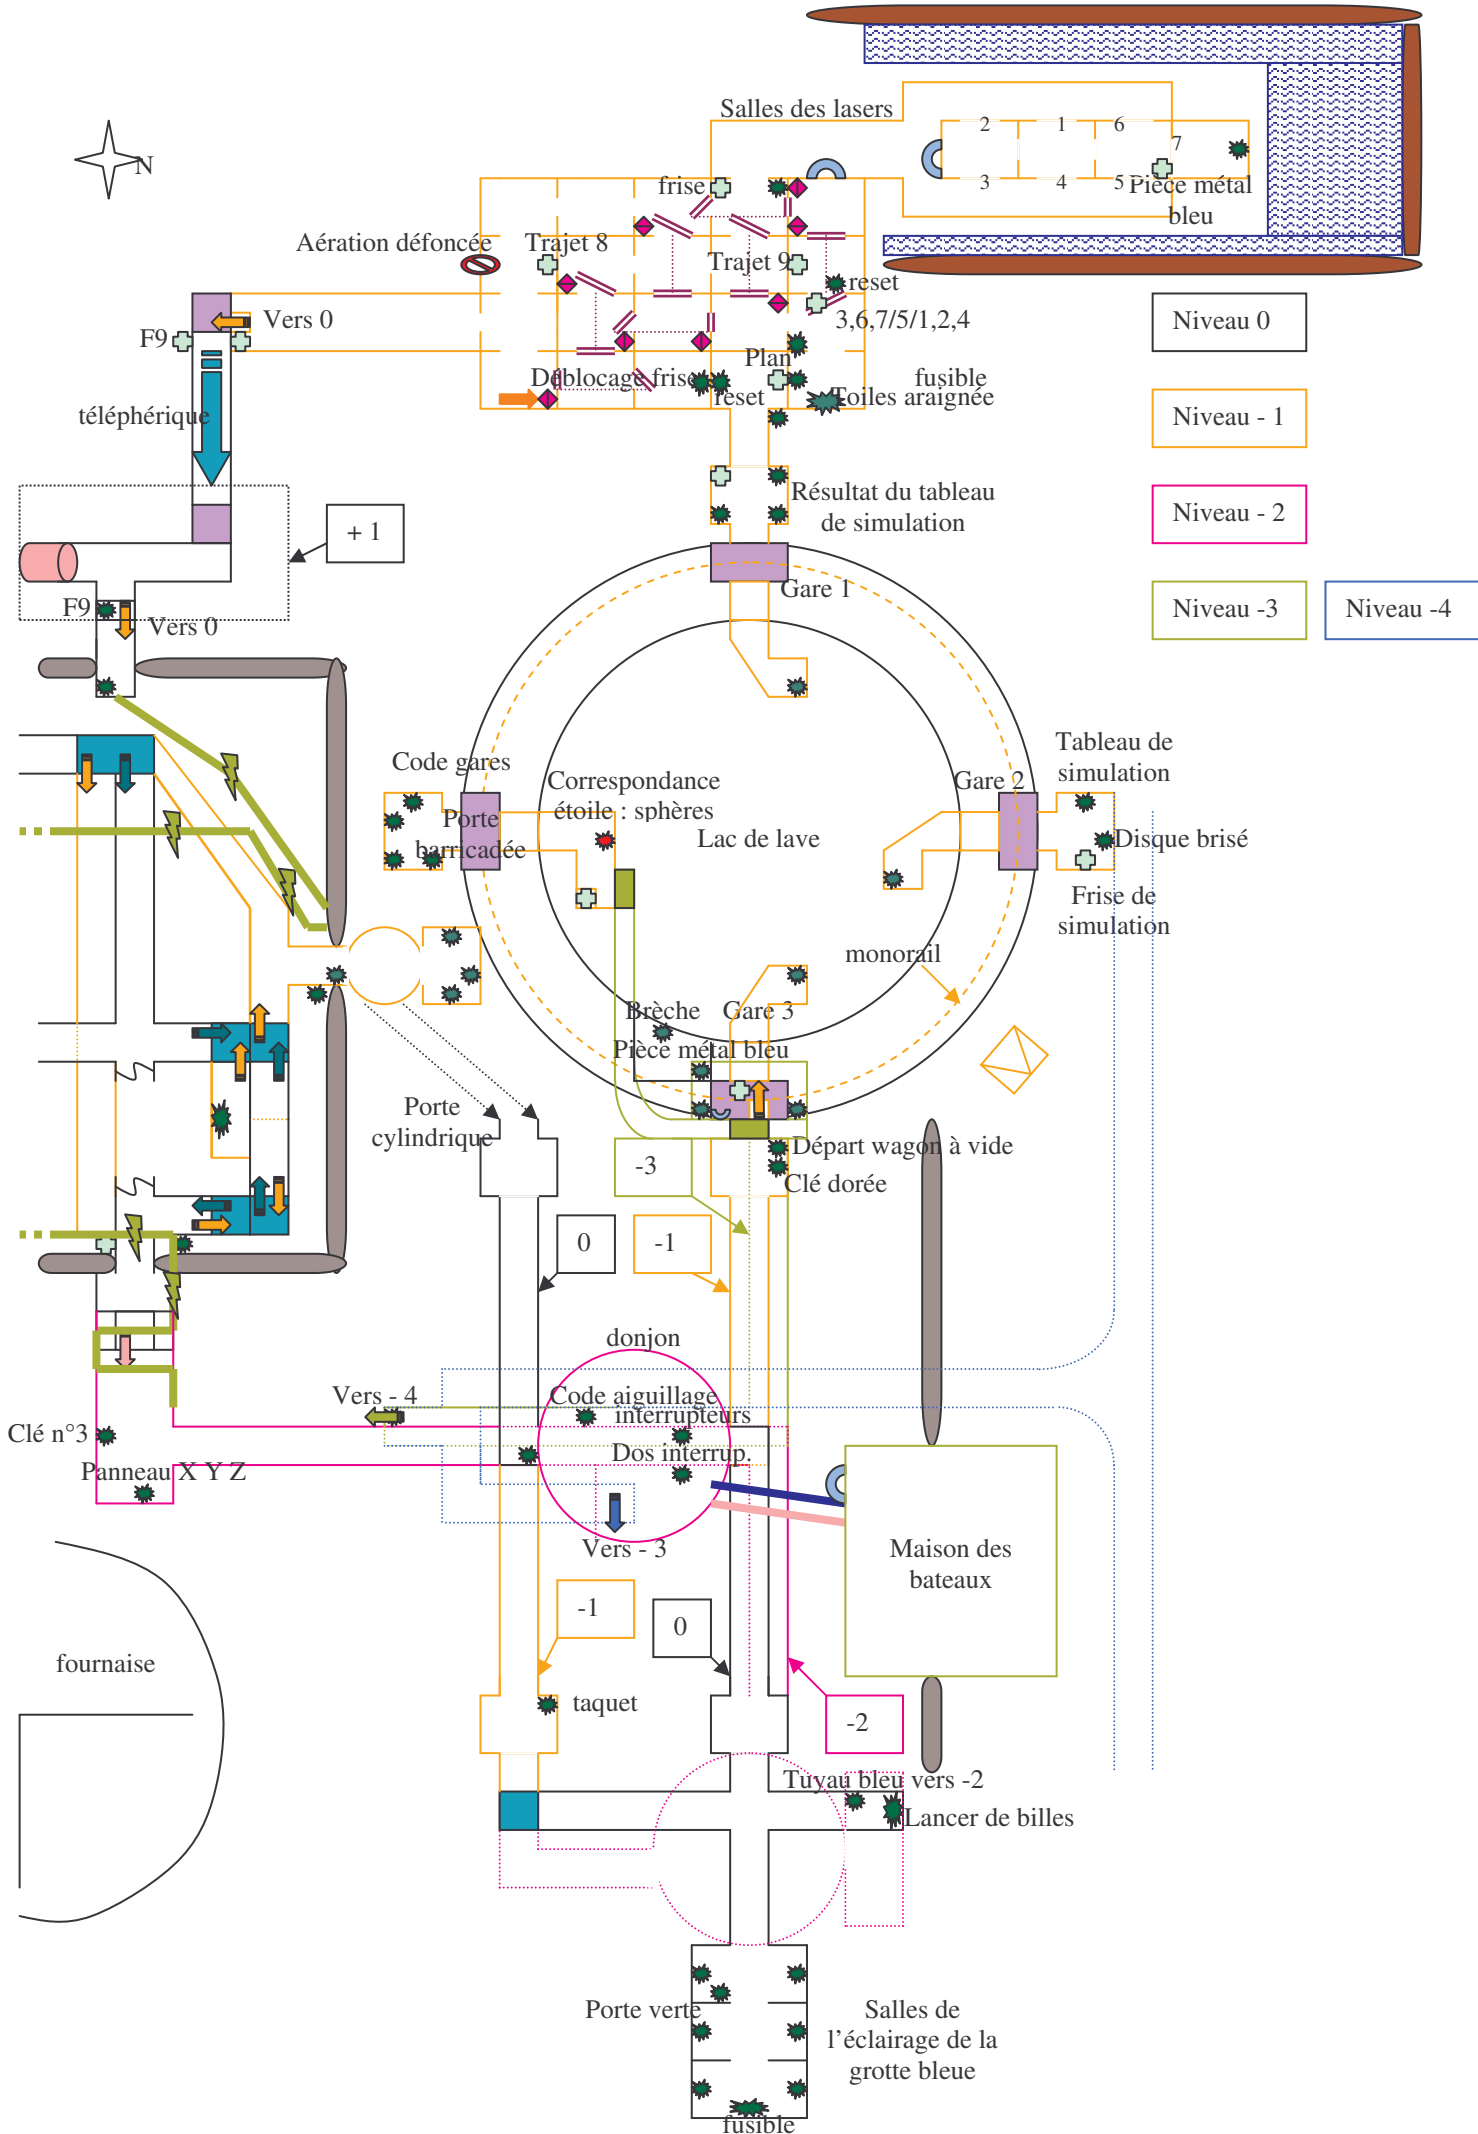 Salles des lasers
2 1 6
7
3 4 5
Pièce métal
bleu
N
frise
Aération défoncée
Trajet 8
Trajet 9
reset
3,6,7/5/1,2,4
Vers 0
F9
Plan
Déblocage frise
reset
fusible
Toiles araignée
téléphérique
Niveau 0
Niveau - 1
Niveau - 2
Niveau -3
Niveau -4
Résultat du tableau
de simulation
+ 1
Gare 1
F9
Vers 0
Code gares
Porte
barricadée
Correspondance
étoile : sphères
Lac de lave
Gare 2
Tableau de
simulation
Disque brisé
Frise de
simulation
monorail
Brèche
Gare 3
Pièce métal bleu
Porte
cylindrique
-3
Départ wagon à vide
Clé dorée
0
-1
donjon
Vers - 4
Code aiguillage
interrupteurs
Dos interrup.
Clé n°3
Panneau X Y Z
Vers - 3
Maison des
bateaux
-1
0
fournaise
taquet
-2
Tuyau bleu vers -2
Lancer de billes
Porte verte
Salles de
l'éclairage de la
grotte bleue
fusible